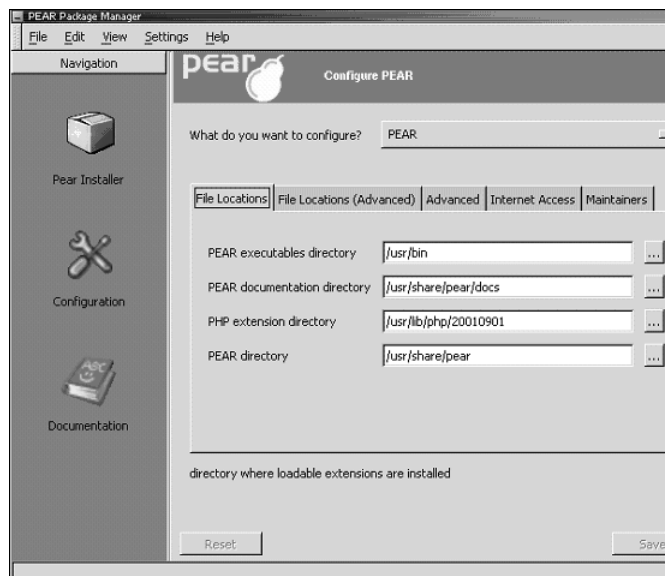 PEAR Package Manager
File Edit View Settings Help
Navigation
pear
Configure PEAR
What do you want to configure? PEAR
Pear Installer
File Locations File Locations (Advanced) Advanced Internet Access Maintainers
PEAR executables directory /usr/bin ...
PEAR documentation directory /usr/share/pear/docs ...
Configuration
PHP extension directory /usr/lib/php/20010901 ...
PEAR directory /usr/share/pear ...
ABC
Documentation
directory where loadable extensions are installed
Reset Save